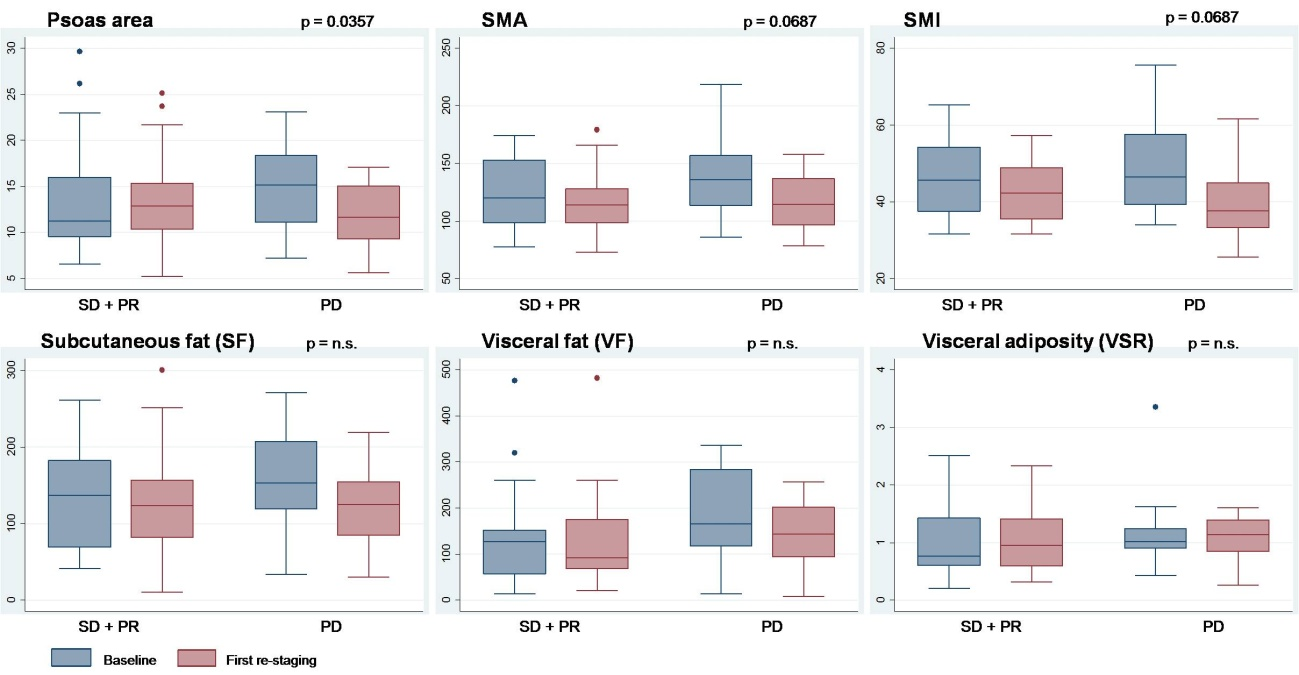 Psoas area p = 0.0357
30
25
20
15
10
5
SD + PR PD
SMA p = 0.0687
250
200
150
100
50
SD + PR PD
SMI p = 0.0687
80
60
40
20
SD + PR PD
Subcutaneous fat (SF) p = n.s.
300
200
100
0
SD + PR PD
Visceral fat (VF) p = n.s.
500
400
300
200
100
0
SD + PR PD
Visceral adiposity (VSR) p = n.s.
4
3
2
1
0
SD + PR PD
Baseline First re-staging